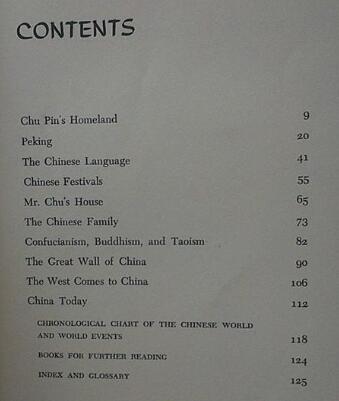 CONTENTS
Chu Pin's Homeland 9
Peking 20
The Chinese Language 41
Chinese Festivals 55
Mr. Chu's House 65
The Chinese Family 73
Confucianism, Buddhism, and Taoism 82
The Great Wall of China 90
The West Comes to China 106
China Today 112
CHRONOLOGICAL CHART OF THE CHINESE WORLD
AND WORLD EVENTS 118
BOOKS FOR FURTHER READING 124
INDEX AND GLOSSARY 125